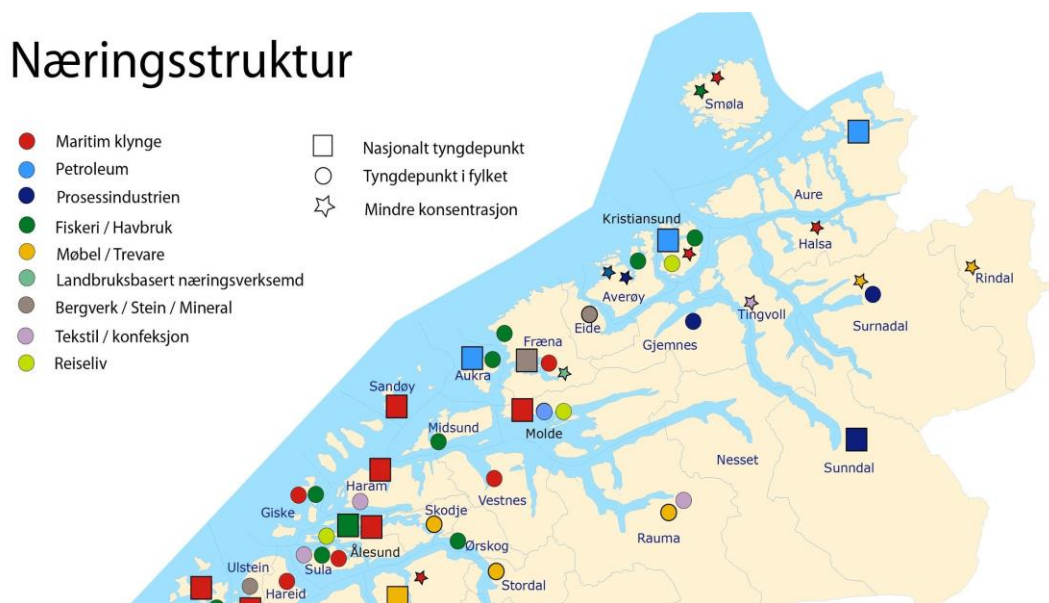 Næringsstruktur
Maritim klynge
Petroleum
Prosessindustrien
Fiskeri / Havbruk
Møbel / Trevare
Landbruksbasert næringsverksemd
Bergverk / Stein / Mineral
Tekstil / konfeksjon
Reiseliv
Nasjonalt tyngdepunkt
Tyngdepunkt i fylket
Mindre konsentrasjon
Smøla
Aure
Kristiansund
Halsa
Rindal
Averøy
Tingvoll
Surnadal
Eide
Gjemnes
Fræna
Aukra
Sandøy
Midsund
Molde
Nesset
Sunndal
Haram
Vestnes
Giske
Skodje
Rauma
Ålesund
Ørskog
Ulstein
Sula
Stordal
Hareid